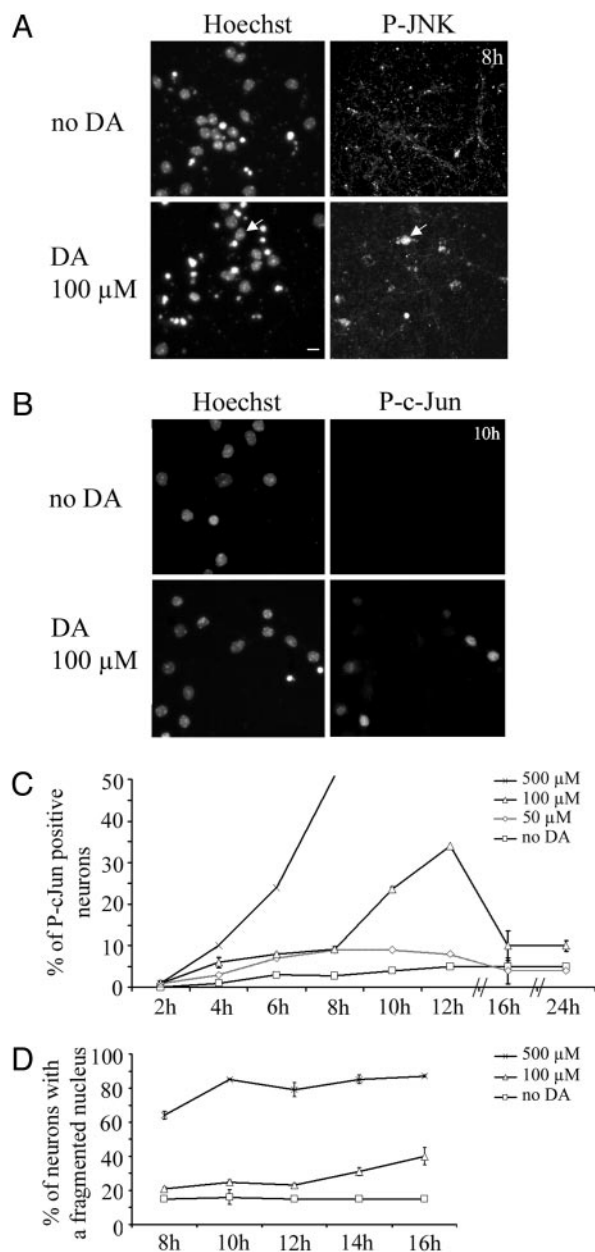 A
Hoechst P-JNK
8h
no DA
DA
100 µM
B
Hoechst P-c-Jun
10h
no DA
DA
100 µM
C
% of P-cJun positive
neurons
50
40
30
20
10
0
2h 4h 6h 8h 10h 12h 16h 24h
500 µM
100 µM
50 µM
no DA
D
% of neurons with
a fragmented nucleus
100
80
60
40
20
0
8h 10h 12h 14h 16h
500 µM
100 µM
no DA